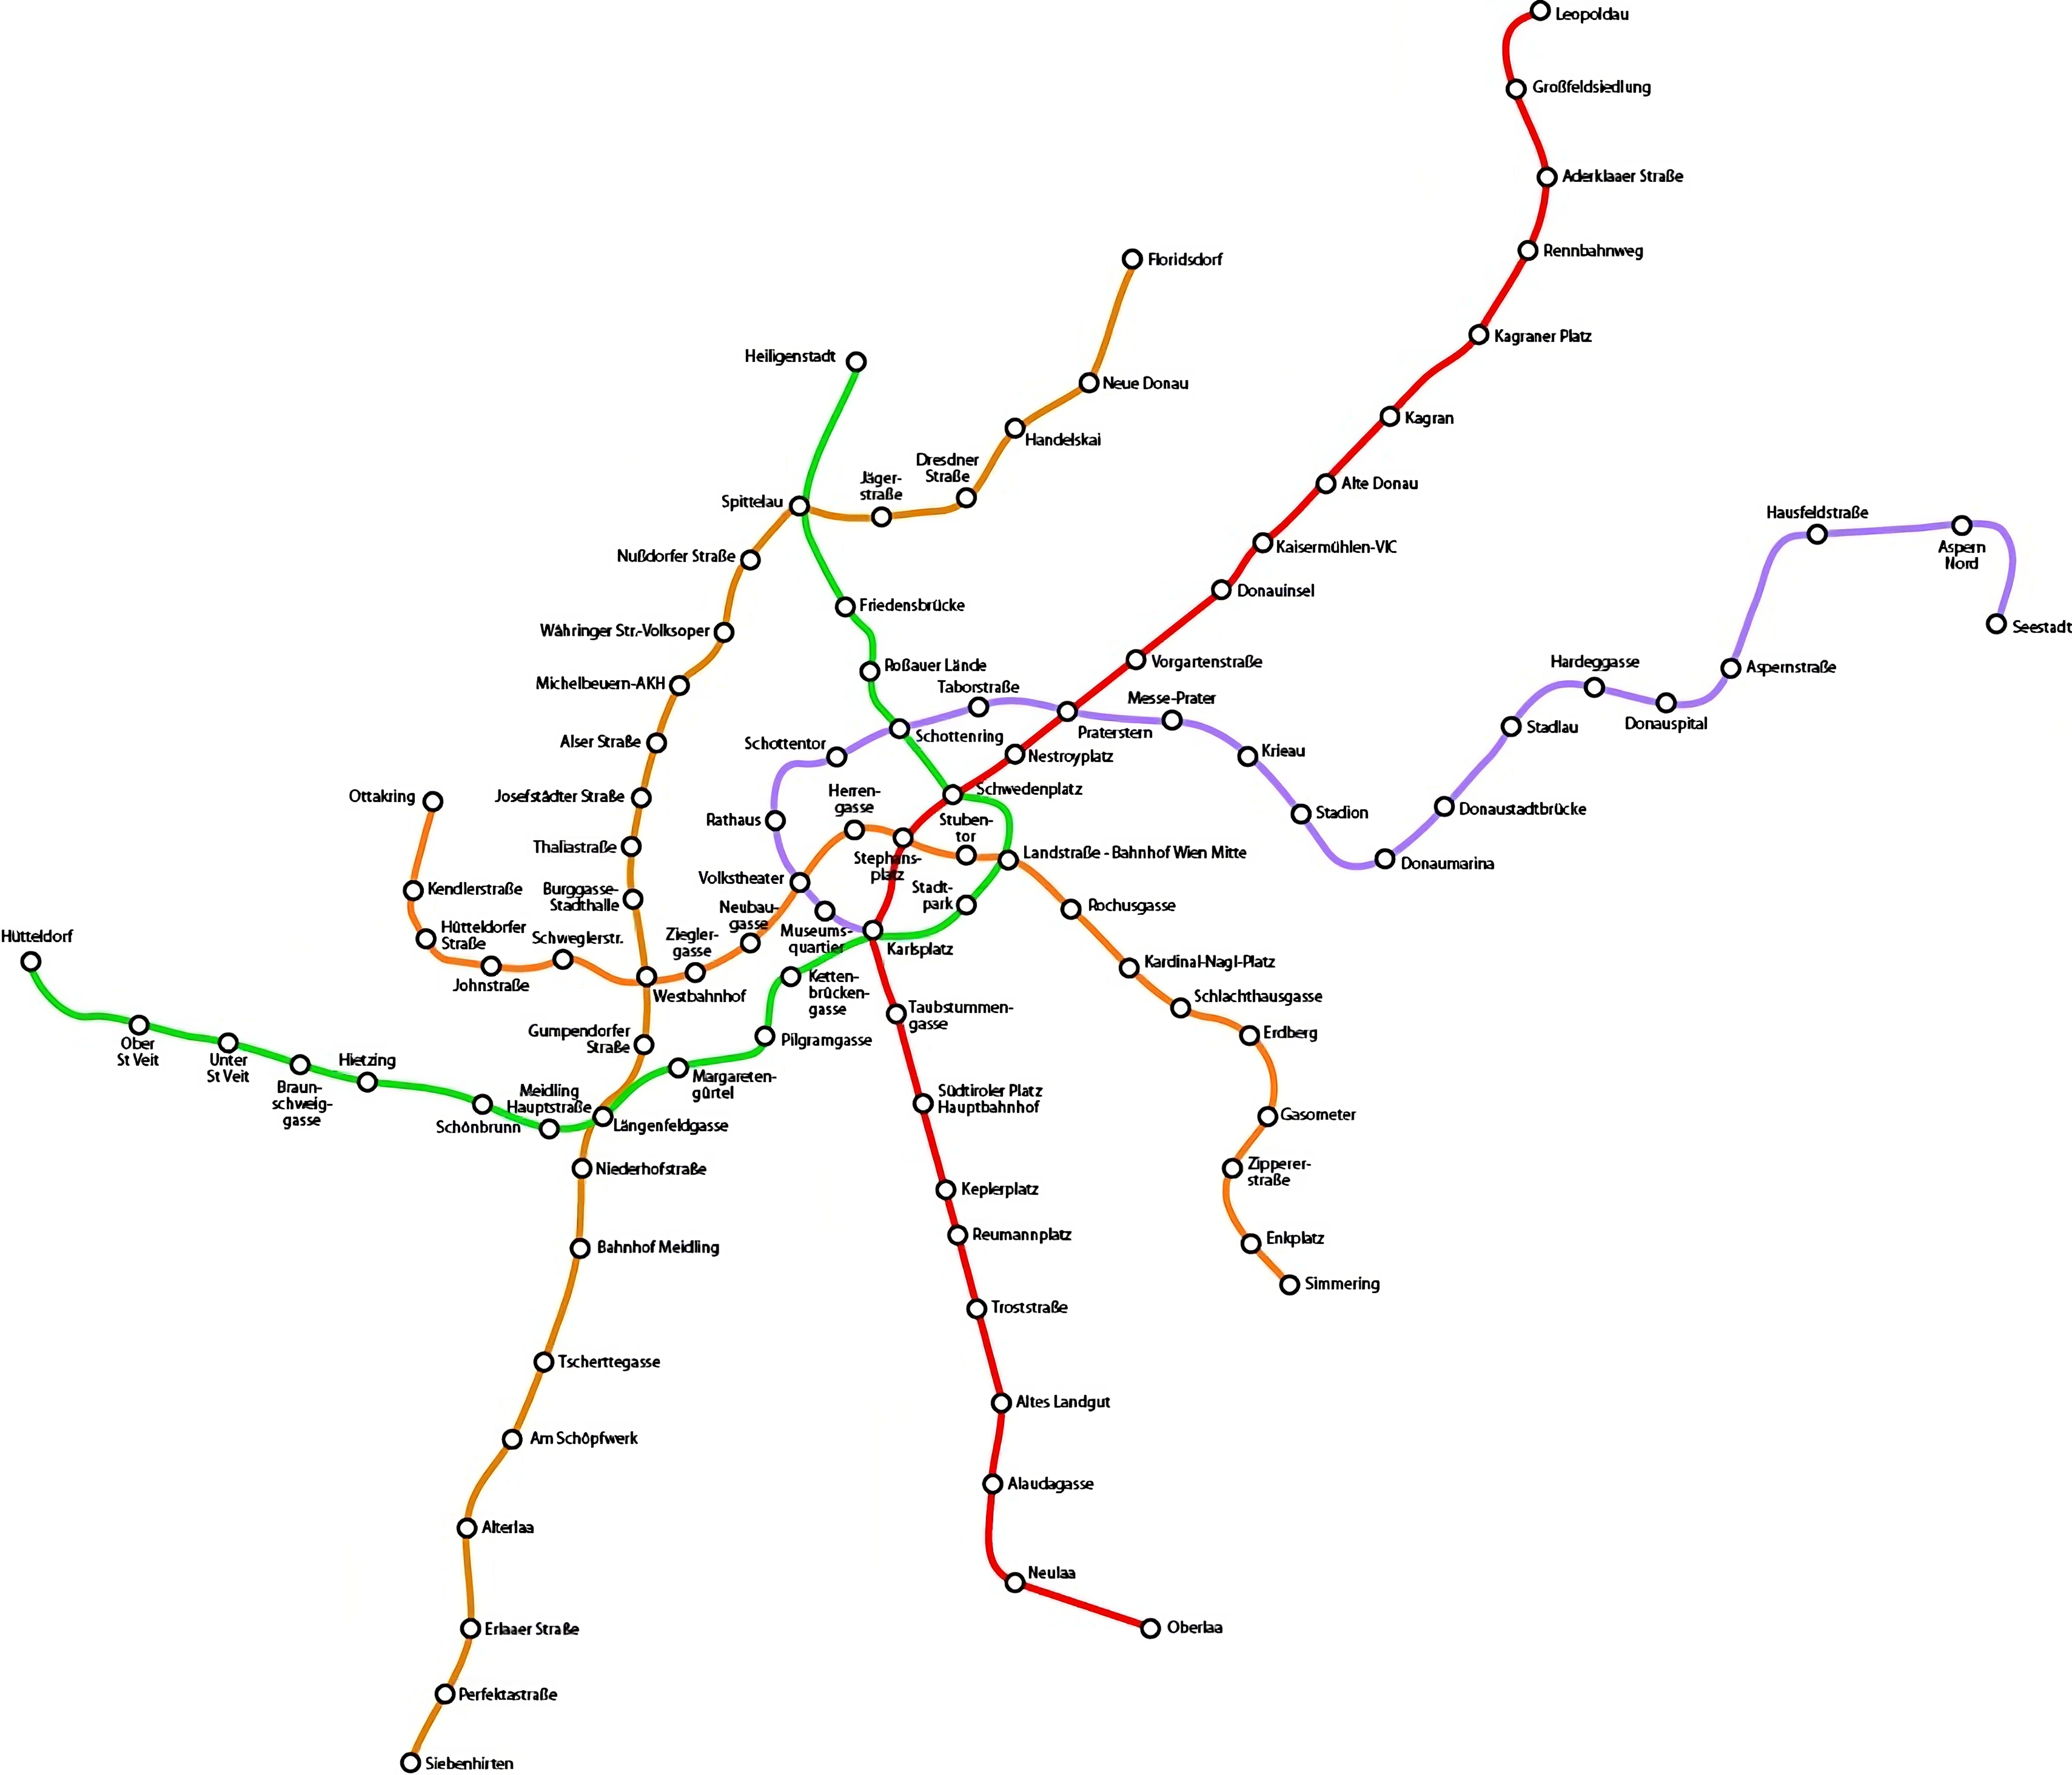 Leopoldau
Großfeldsiedlung
Aderklaaer Straße
Rennbahnweg
Floridsdorf
Kagraner Platz
Heiligenstadt
Neue Donau
Kagran
Handelskai
Dresdner
Straße
Jäger-
straße
Alte Donau
Spittelau
Hausfeldstraße
Aspern
Nord
Nußdorfer Straße
Kaisermühlen-VIC
Donauinsel
Friedensbrücke
Seestadt
Währinger Str.-Volksoper
Roßauer Lände
Vorgartenstraße
Hardeggasse
Aspernstraße
Michelbeuern-AKH
Taborstraße
Messe-Prater
Donauspital
Stadlau
Praterstern
Schottenring
Schottentor
Alser Straße
Krieau
Nestroyplatz
Schwedenplatz
Herren-
gasse
Ottakring
Josefstädter Straße
Donaustadtbrücke
Stadion
Rathaus
Stuben-
tor
Thaliastraße
Landstraße - Bahnhof Wien Mitte
Stephans-
platz
Donaumarina
Volkstheater
Kendlerstraße
Burggasse-
Stadthalle
Stadt-
park
Neubau-
gasse
Rochusgasse
Hütteldorfer
Straße
Schweglerstr.
Ziegler-
gasse
Museums-
quartier
Karlsplatz
Hütteldorf
Kardinal-Nagl-Platz
Johnstraße
Westbahnhof
Ketten-
brücken-
gasse
Schlachthausgasse
Taubstummen-
gasse
Gumpendorfer
Straße
Pilgramgasse
Erdberg
Ober
St Veit
Unter
St Veit
Hietzing
Braun-
schweig-
gasse
Margareten-
gürtel
Meidling
Hauptstraße
Südtiroler Platz
Hauptbahnhof
Gasometer
Schönbrunn
Längenfeldgasse
Niederhofstraße
Zipperer-
straße
Keplerplatz
Reumannplatz
Enkplatz
Bahnhof Meidling
Simmering
Troststraße
Tscherttegasse
Altes Landgut
Am Schöpfwerk
Alaudagasse
Alterlaa
Neulaa
Erlaaer Straße
Oberlaa
Perfektastraße
Siebenhirten